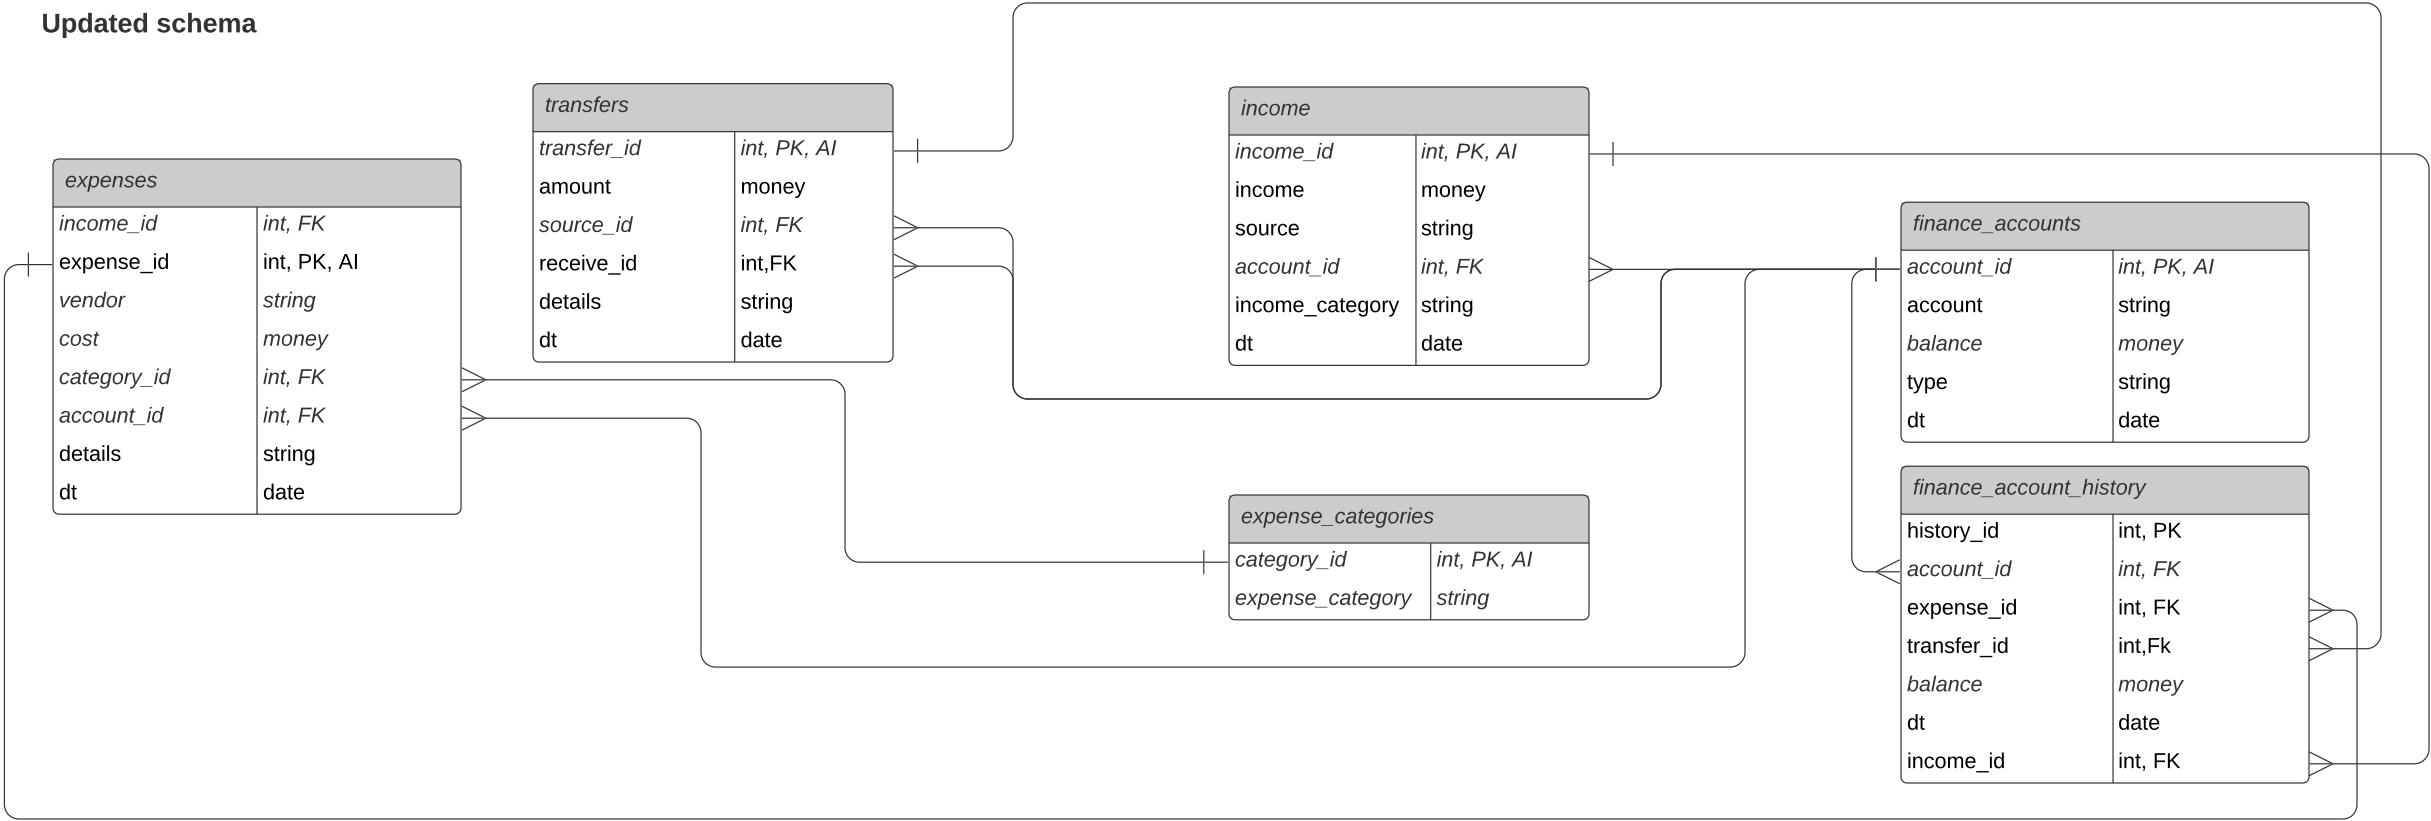 Updated schema
transfers
transfer_id int, PK, AI
amount money
source_id int, FK
receive_id int,FK
details string
dt date
income
income_id int, PK, AI
income money
source string
account_id int, FK
income_category string
dt date
expenses
income_id int, FK
expense_id int, PK, AI
vendor string
cost money
category_id int, FK
account_id int, FK
details string
dt date
finance_accounts
account_id int, PK, AI
account string
balance money
type string
dt date
expense_categories
category_id int, PK, AI
expense_category string
finance_account_history
history_id int, PK
account_id int, FK
expense_id int, FK
transfer_id int,Fk
balance money
dt date
income_id int, FK